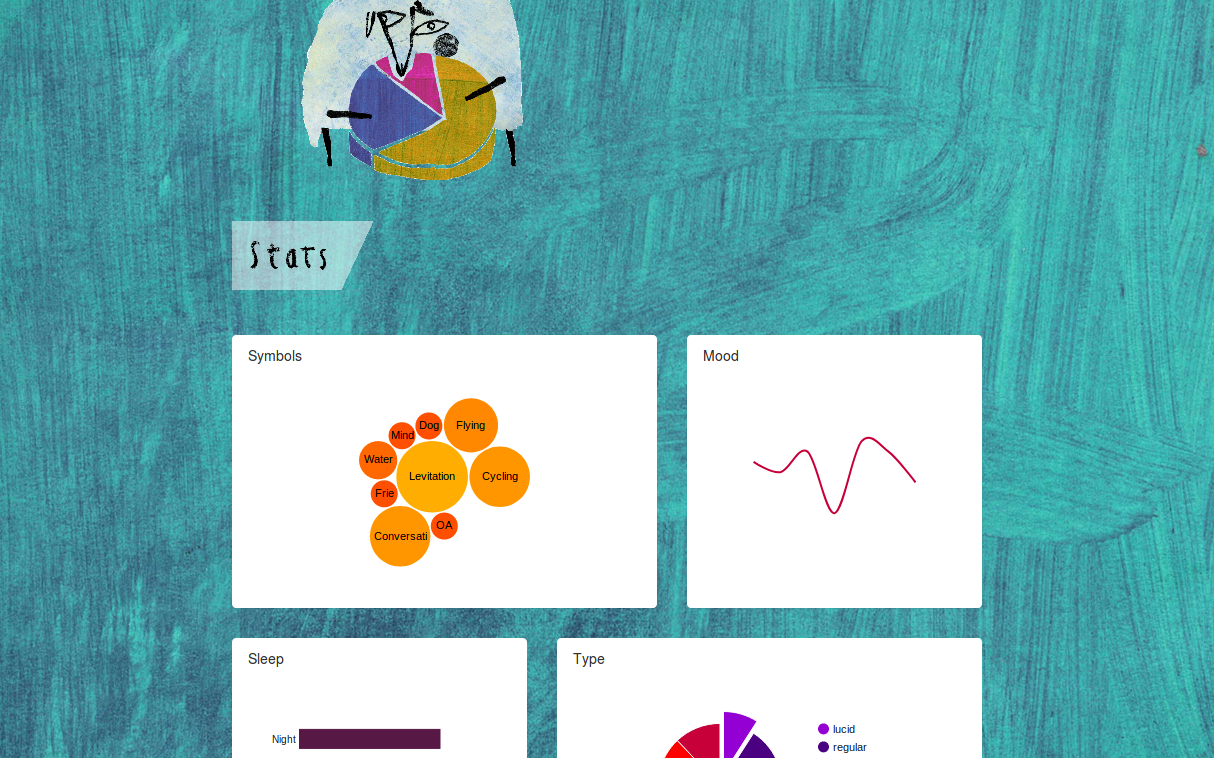 Stats
Symbols
Mood
Dog
Flying
Mind
Water
Levitation
Cycling
Frie
OA
Conversati
Sleep
Type
Night
lucid
regular